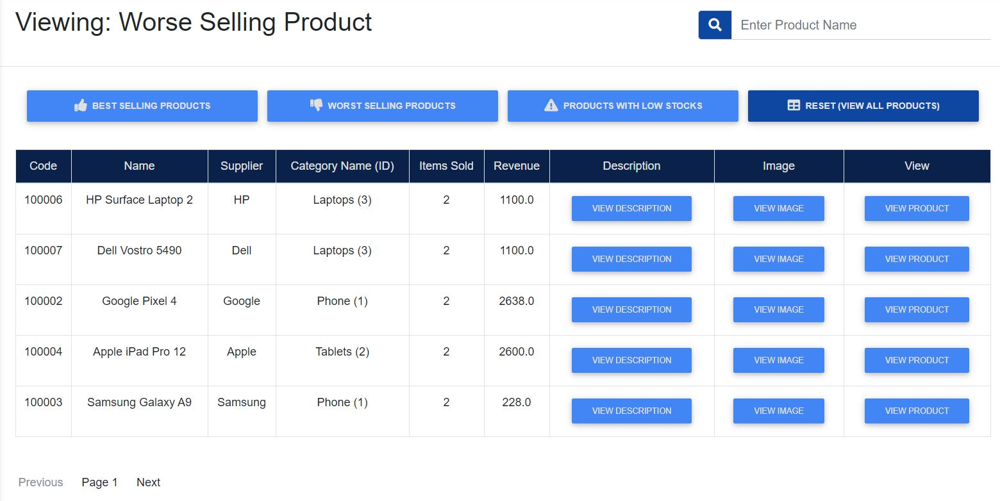 Viewing: Worse Selling Product
Enter Product Name
BEST SELLING PRODUCTS
WORST SELLING PRODUCTS
PRODUCTS WITH LOW STOCKS
RESET (VIEW ALL PRODUCTS)
Code Name Supplier Category Name (ID) Items Sold Revenue Description Image View
100006 HP Surface Laptop 2 HP Laptops (3) 2 1100.0 VIEW DESCRIPTION VIEW IMAGE VIEW PRODUCT
100007 Dell Vostro 5490 Dell Laptops (3) 2 1100.0 VIEW DESCRIPTION VIEW IMAGE VIEW PRODUCT
100002 Google Pixel 4 Google Phone (1) 2 2638.0 VIEW DESCRIPTION VIEW IMAGE VIEW PRODUCT
100004 Apple iPad Pro 12 Apple Tablets (2) 2 2600.0 VIEW DESCRIPTION VIEW IMAGE VIEW PRODUCT
100003 Samsung Galaxy A9 Samsung Phone (1) 2 228.0 VIEW DESCRIPTION VIEW IMAGE VIEW PRODUCT
Previous Page 1 Next